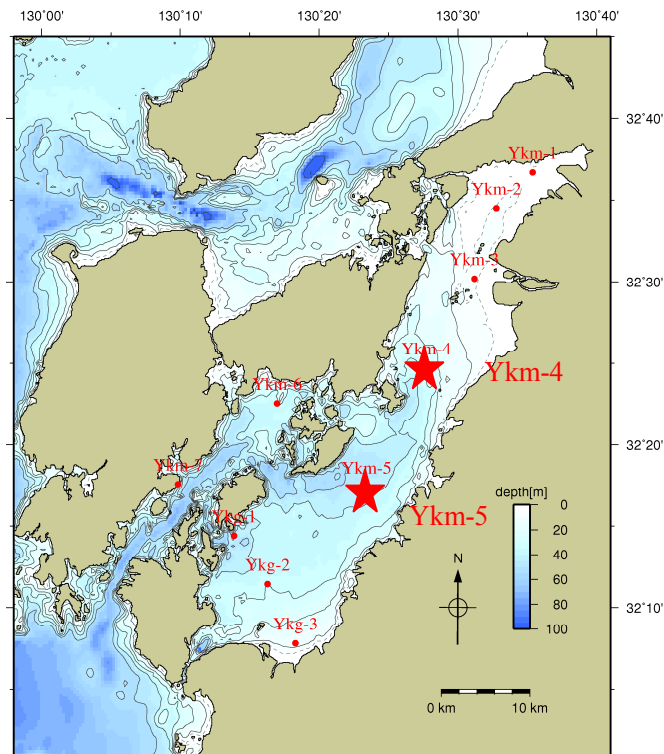 130°00' 130°10' 130°20' 130°30' 130°40'
32°40'
Ykm-1
Ykm-2
Ykm-3
32°30'
Ykm-4
Ykm-4
Ykm-6
32°20'
Ykm-7
Ykm-5
depth[m]
Ykm-5
0
20
40
60
80
100
Ykg-1
Ykg-2
N
32°10'
Ykg-3
0 km 10 km